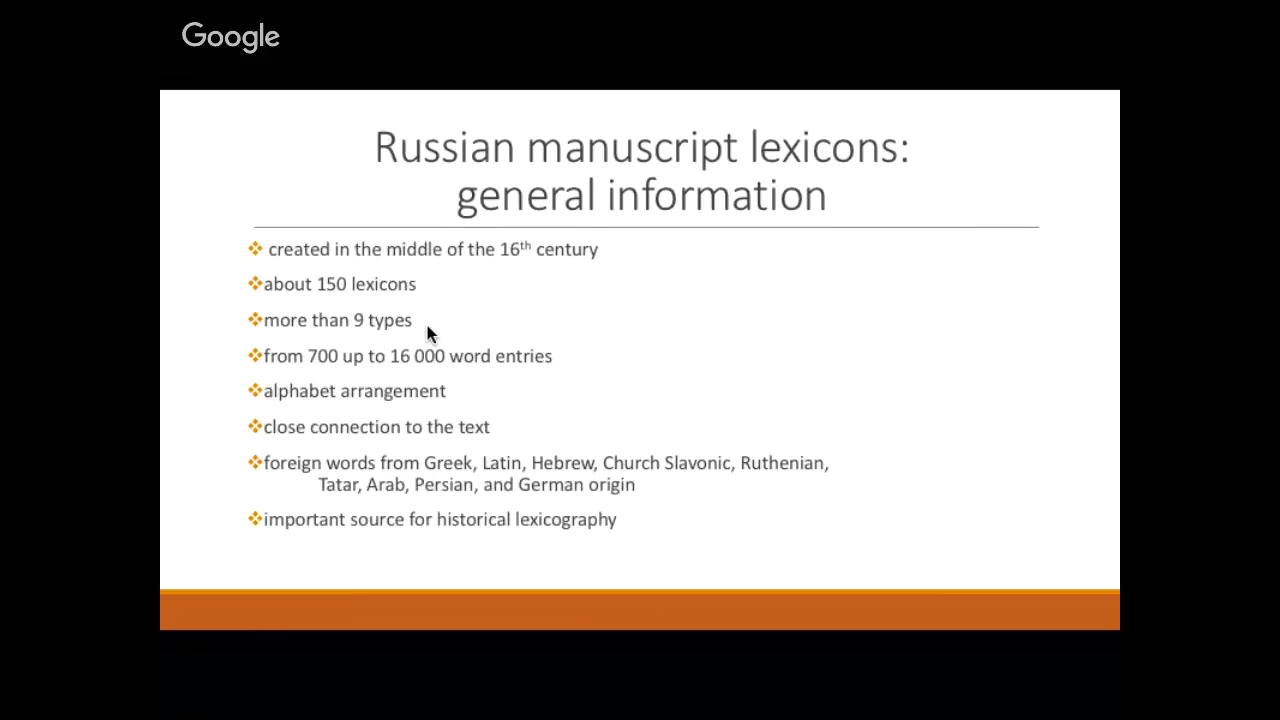 Google
Russian manuscript lexicons:
general information
❖ created in the middle of the 16th century
❖about 150 lexicons
❖more than 9 types
❖from 700 up to 16 000 word entries
❖alphabet arrangement
❖close connection to the text
❖foreign words from Greek, Latin, Hebrew, Church Slavonic, Ruthenian,
Tatar, Arab, Persian, and German origin
❖important source for historical lexicography